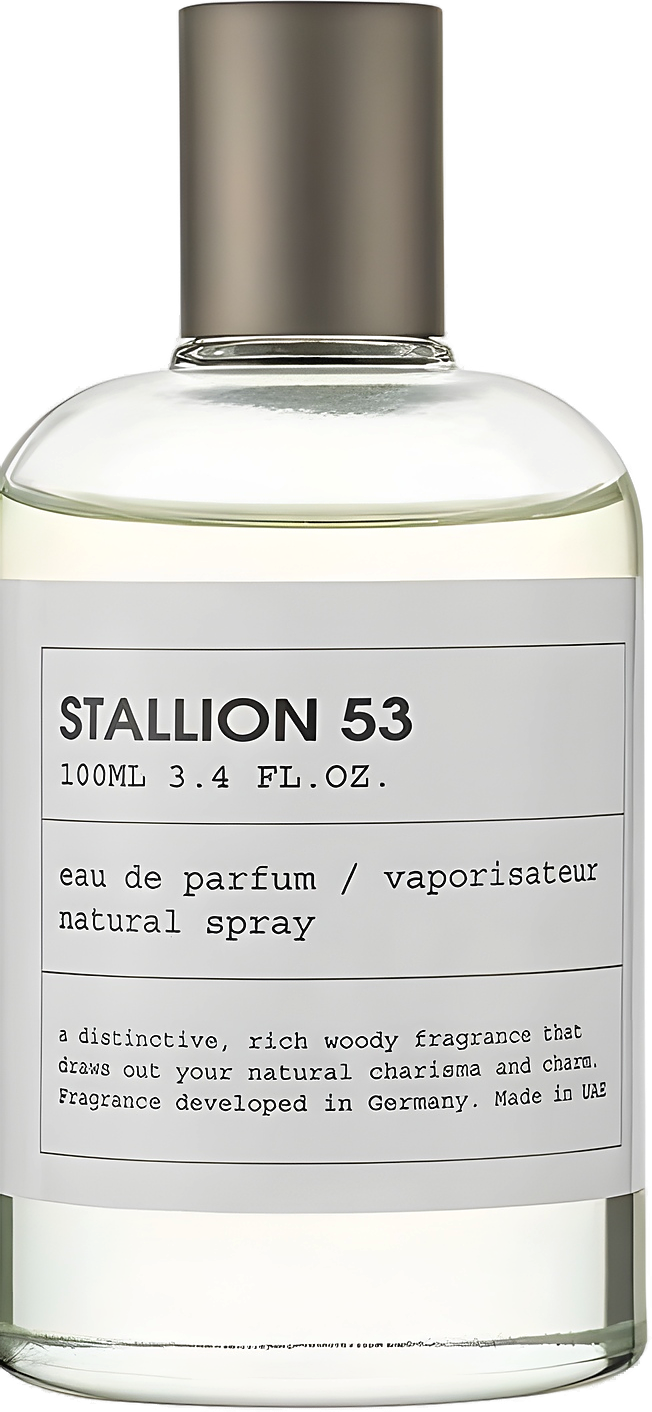 STALLION 53
100ML 3.4 FL.OZ.
eau de parfum / vaporisateur
natural spray
a distinctive, rich woody fragrance that
draws out your natural charisma and charm.
Fragrance developed in Germany. Made in UAE